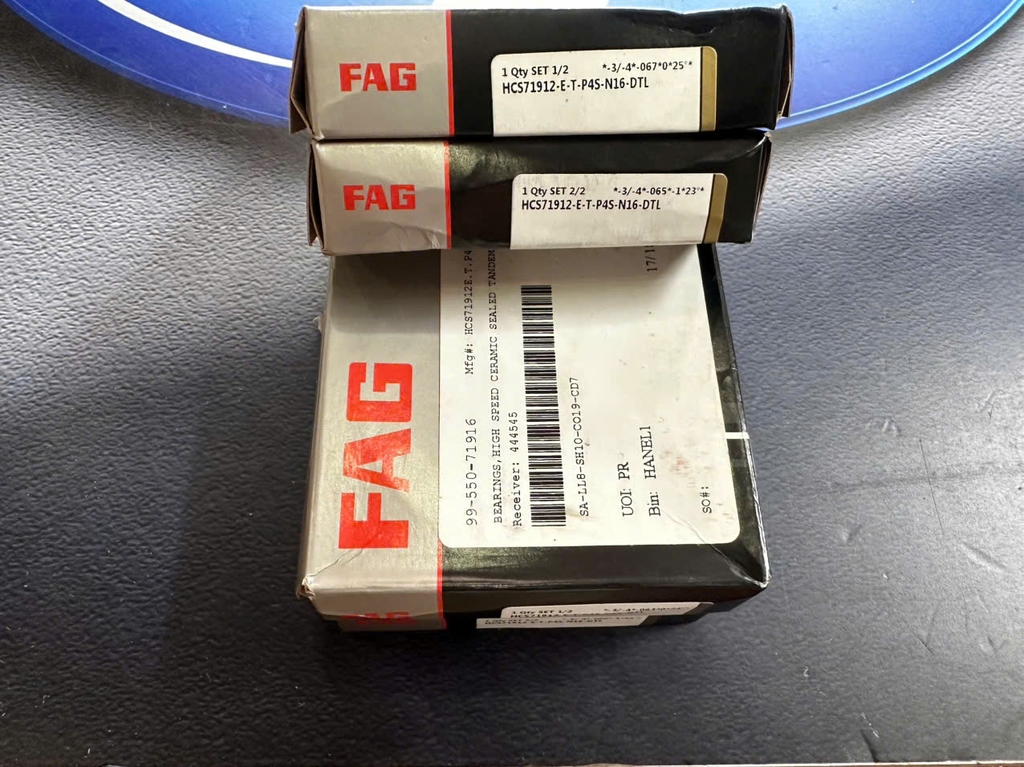 FAG
1 Qty SET 1/2 *-3/-4*-067*0*25°*
HCS71912-E-T-P4S-N16-DTL
FAG
1 Qty SET 2/2 *-3/-4*-065*-1*23°*
HCS71912-E-T-P4S-N16-DTL
FAG
99-550-71916 Mfg#: HCS71912E.T.P4
BEARINGS,HIGH SPEED CERAMIC SEALED TANDEM
Receiver: 444545
SA-LL8-SH10-CO19-CD7
UOI: PR
Bin: HANEL1
SO#:
FAG
1 Qty SET 1/2